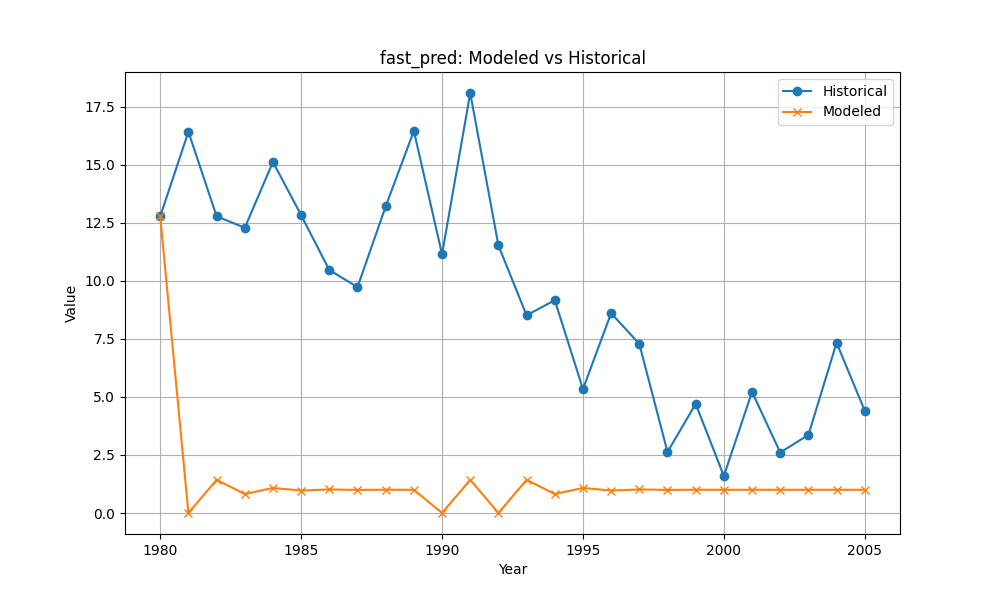 fast_pred: Modeled vs Historical
Historical
Modeled
Value
17.5
15.0
12.5
10.0
7.5
5.0
2.5
0.0
1980 1985 1990 1995 2000 2005
Year